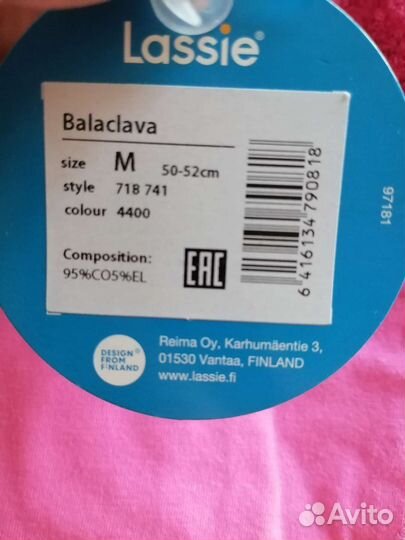 Lassie®
Balaclava
size M 50-52cm
style 718 741
colour 4400
Composition:
95%CO5%EL
EAC
6 416134 790818
97181
DESIGN®
FROM
FINLAND
Reima Oy, Karhumäentie 3,
01530 Vantaa, FINLAND
www.lassie.fi
Avito